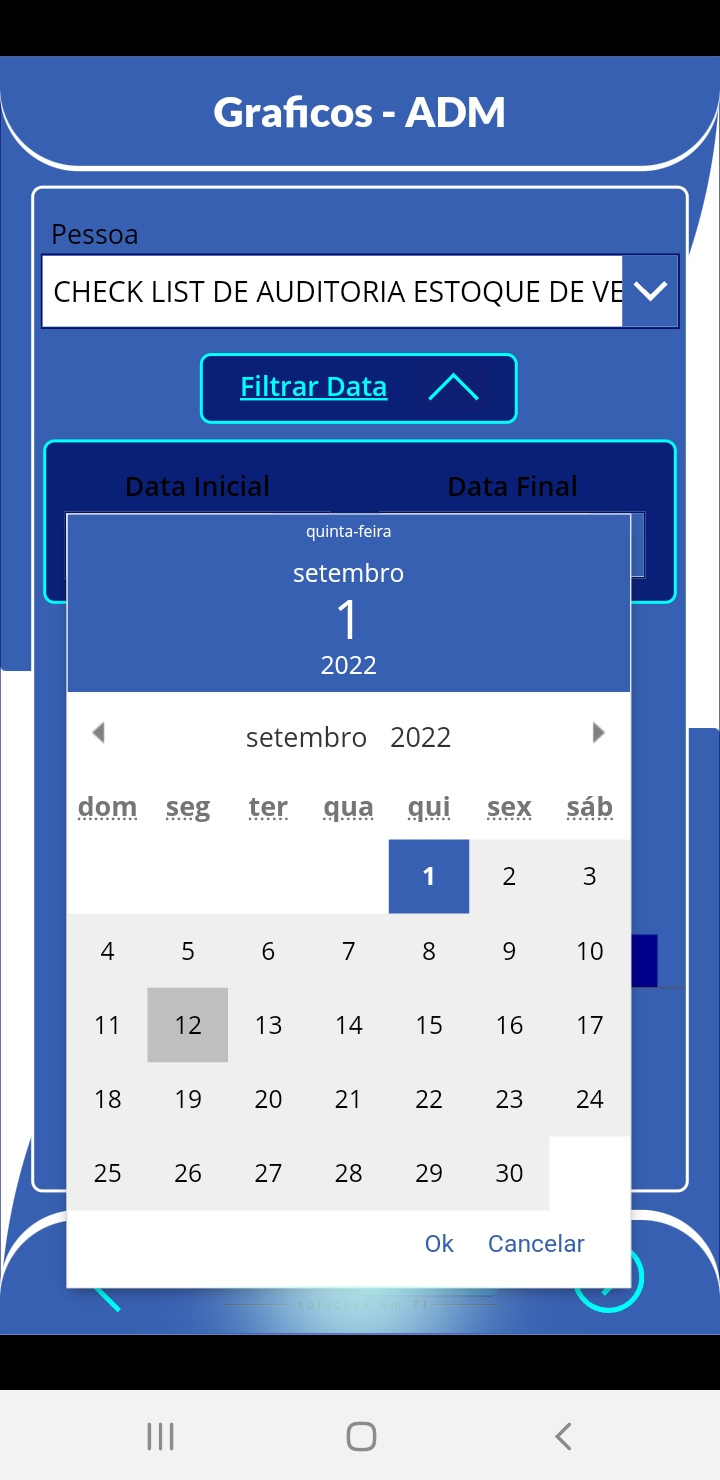 Graficos - ADM
Pessoa
CHECK LIST DE AUDITORIA ESTOQUE DE VE
Filtrar Data
Data Inicial Data Final
quinta-feira
setembro
1
2022
setembro 2022
dom seg ter qua qui sex sáb
1 2 3
4 5 6 7 8 9 10
11 12 13 14 15 16 17
18 19 20 21 22 23 24
25 26 27 28 29 30
Ok Cancelar
soluções em TI